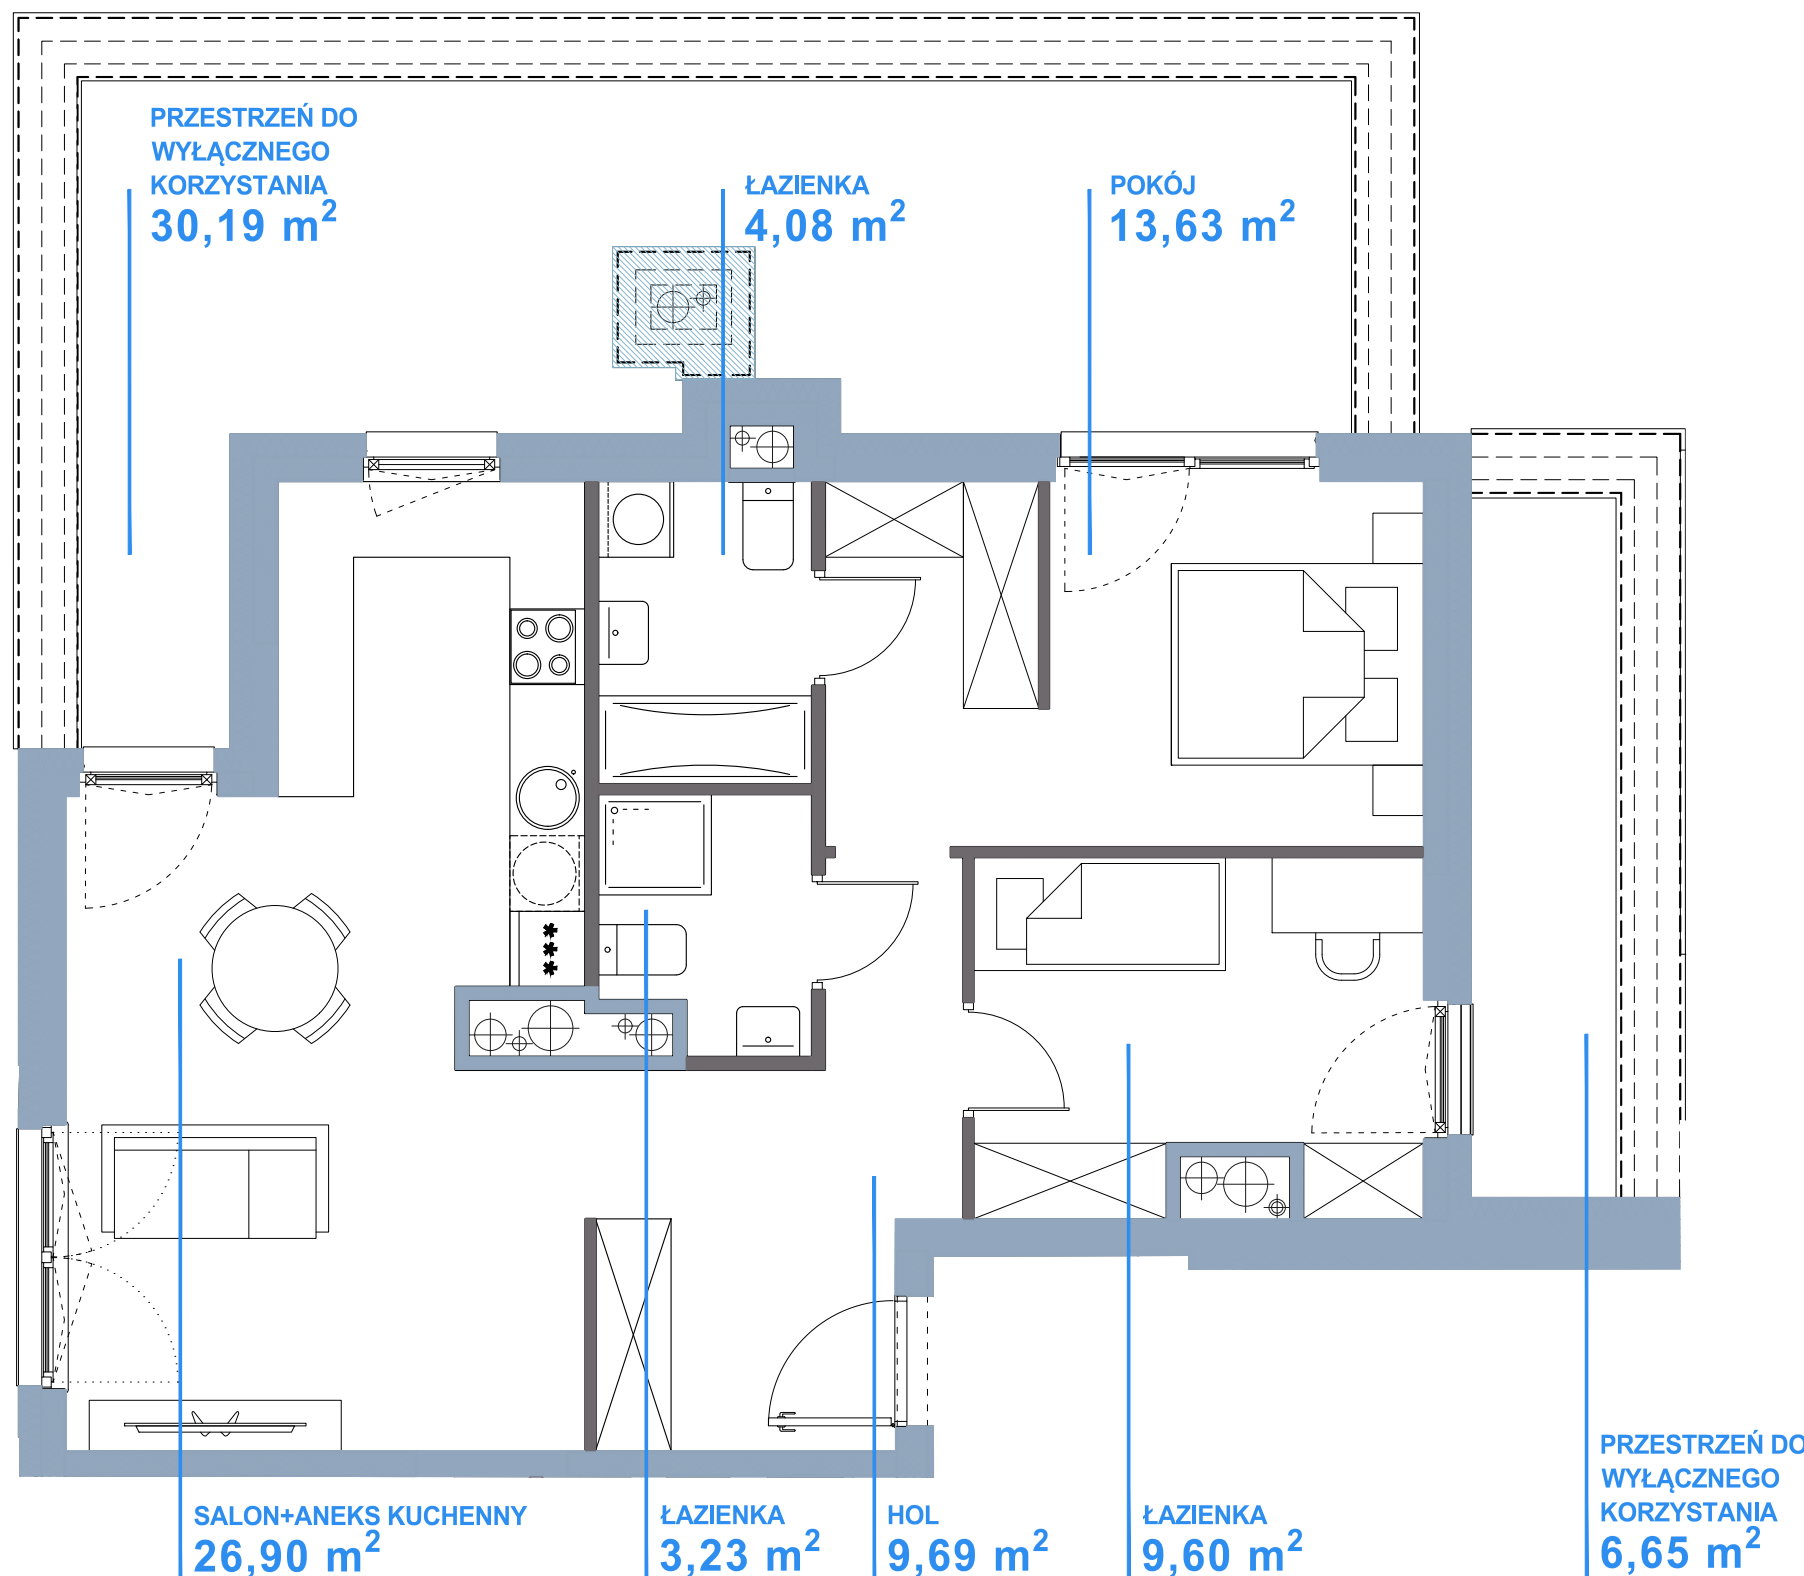 PRZESTRZEŃ DO
WYŁĄCZNEGO
KORZYSTANIA
30,19 m²
ŁAZIENKA
4,08 m²
POKÓJ
13,63 m²
SALON+ANEKS KUCHENNY
26,90 m²
ŁAZIENKA
3,23 m²
HOL
9,69 m²
ŁAZIENKA
9,60 m²
PRZESTRZEŃ DO
WYŁĄCZNEGO
KORZYSTANIA
6,65 m²